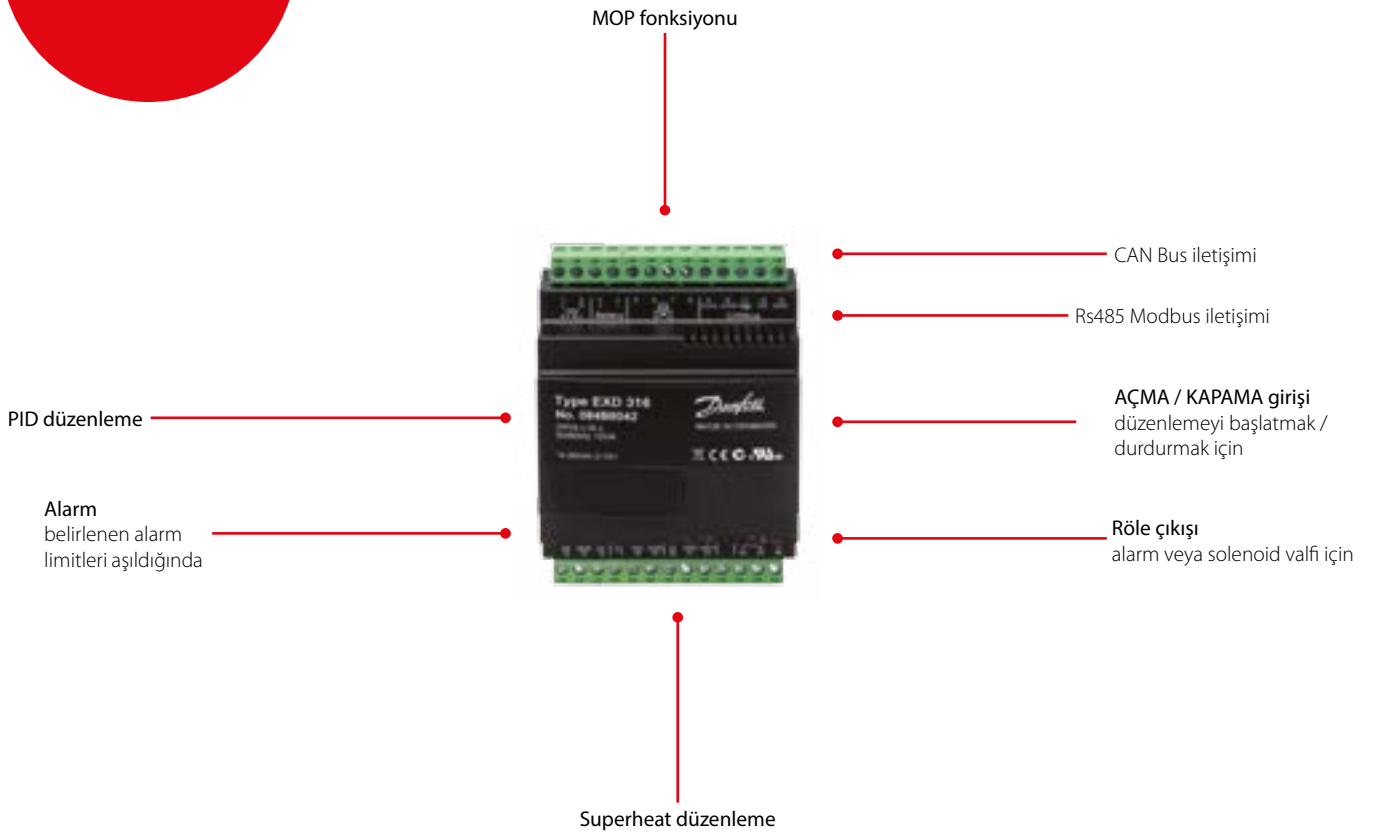 MOP fonksiyonu
CAN Bus iletişimi
Rs485 Modbus iletişimi
PID düzenleme
Type EXD 316
Danfoss
AÇMA / KAPAMA girişi
düzenlemeyi başlatmak /
durdurmak için
Alarm
belirlenen alarm
limitleri aşıldığında
Röle çıkışı
alarm veya solenoid valfi için
Superheat düzenleme